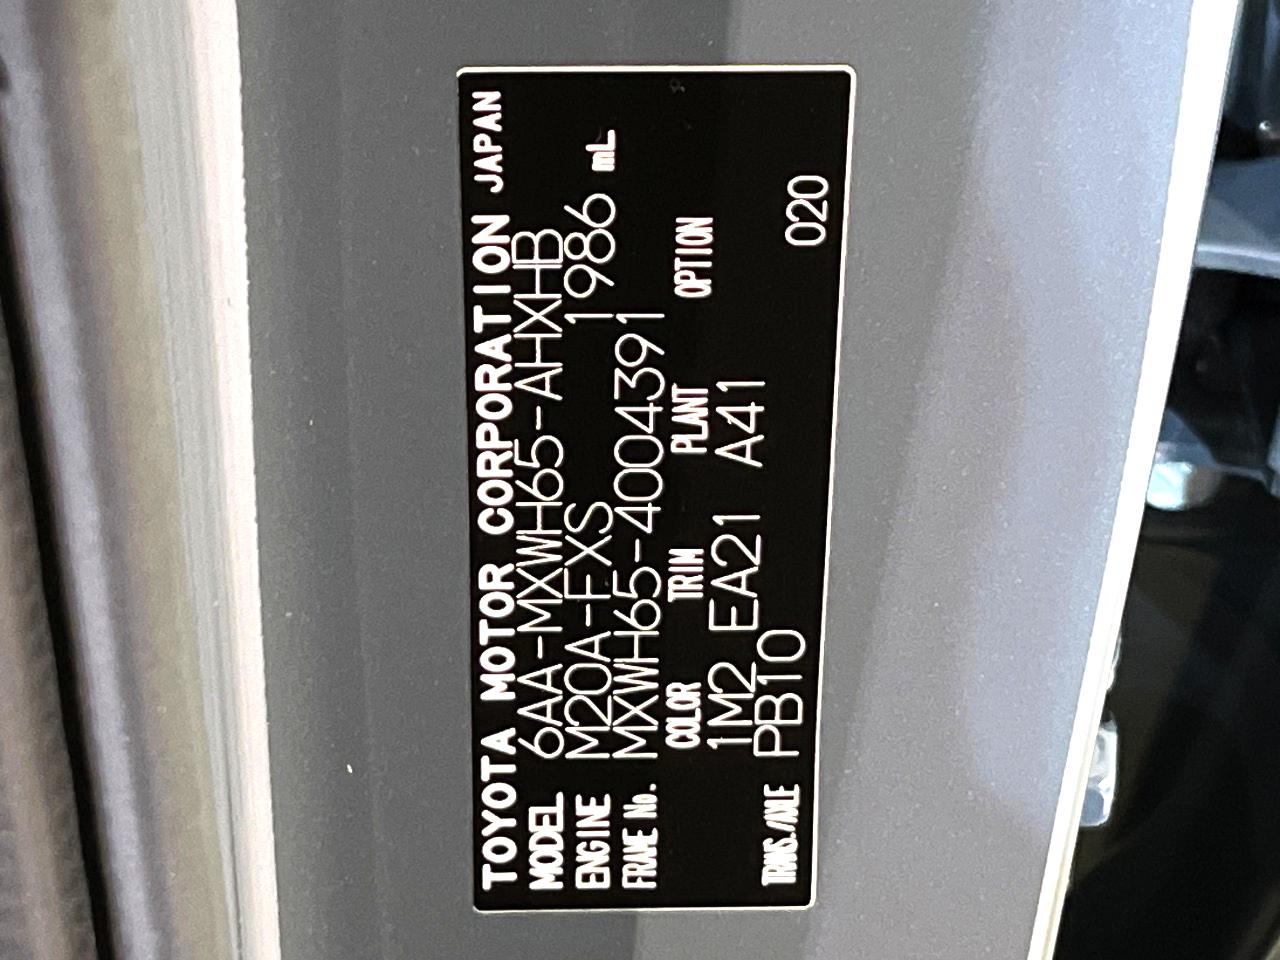 TOYOTA MOTOR CORPORATION JAPAN
MODEL 6AA-MXWH65-AHXHB
ENGINE M20A-FXS 1986 mL
FRAME No. MXWH65-4004391
COLOR TRIM PLANT OPTION
1M2 EA21 A41
TRANS./AXLE PB10 020